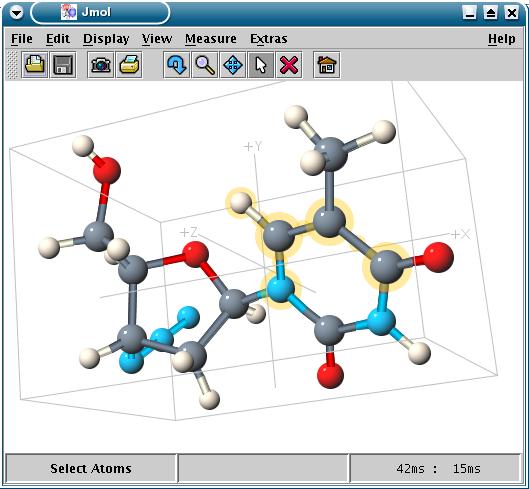 Jmol
File Edit Display View Measure Extras Help
+Y
+Z
+X
Select Atoms
42ms : 15ms